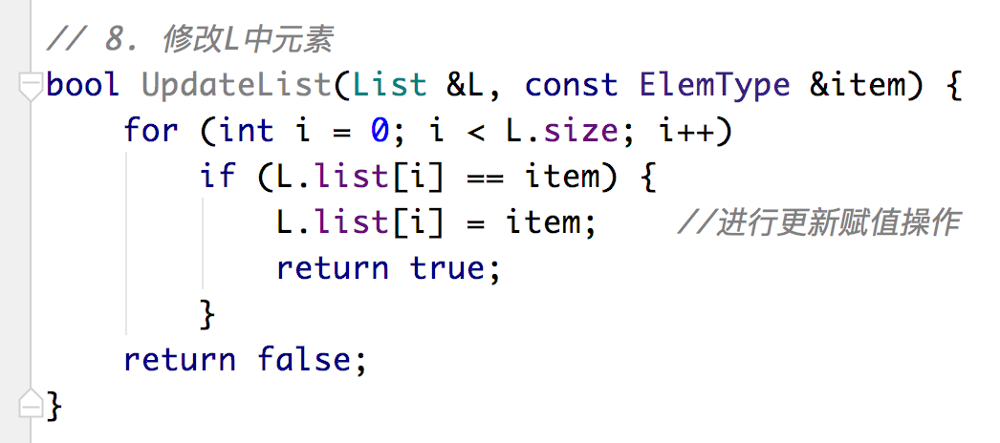 // 8. 修改L中元素
bool UpdateList(List &L, const ElemType &item) {
    for (int i = 0; i < L.size; i++)
        if (L.list[i] == item) {
            L.list[i] = item;    //进行更新赋值操作
            return true;
        }
    return false;
}